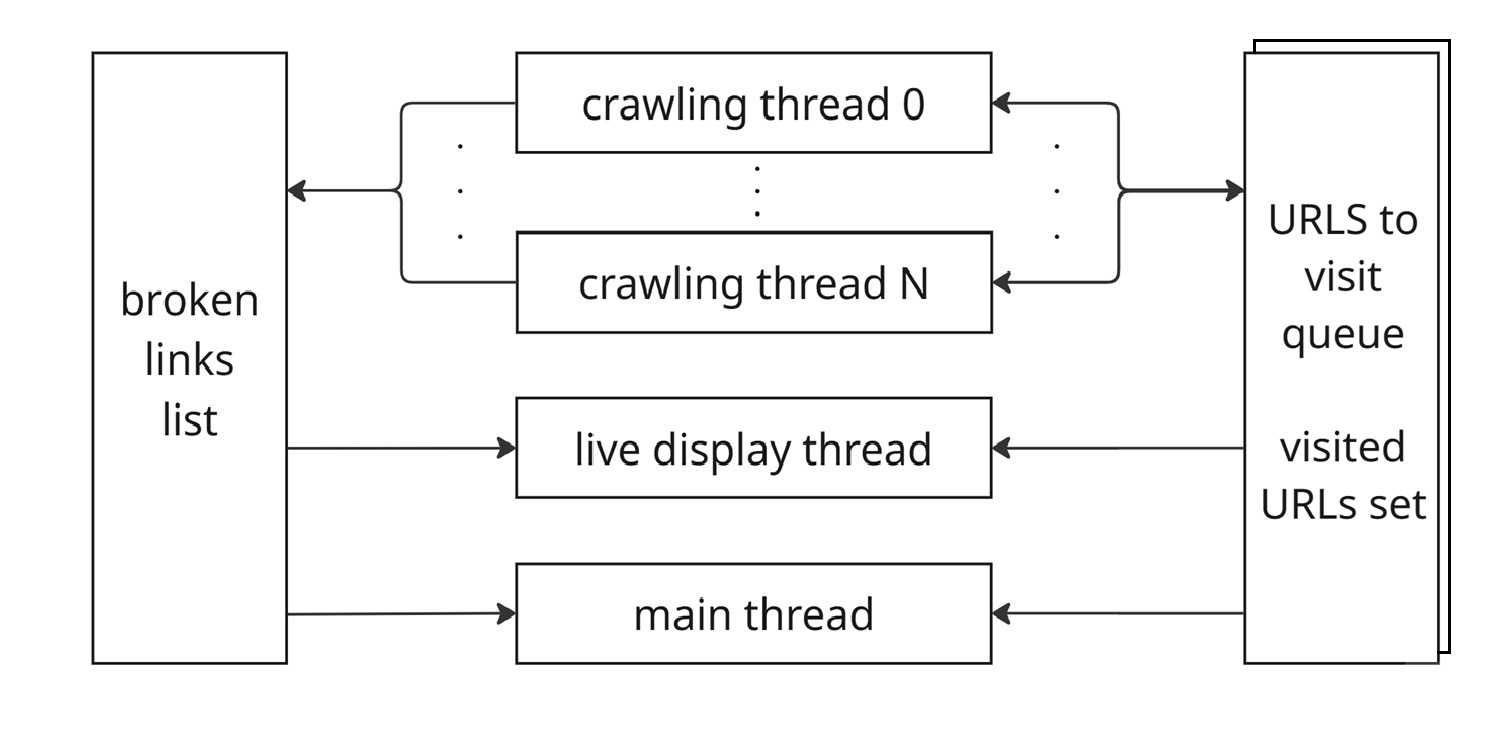 broken
links
list
crawling thread 0
crawling thread N
live display thread
main thread
URLS to
visit
queue
visited
URLs set